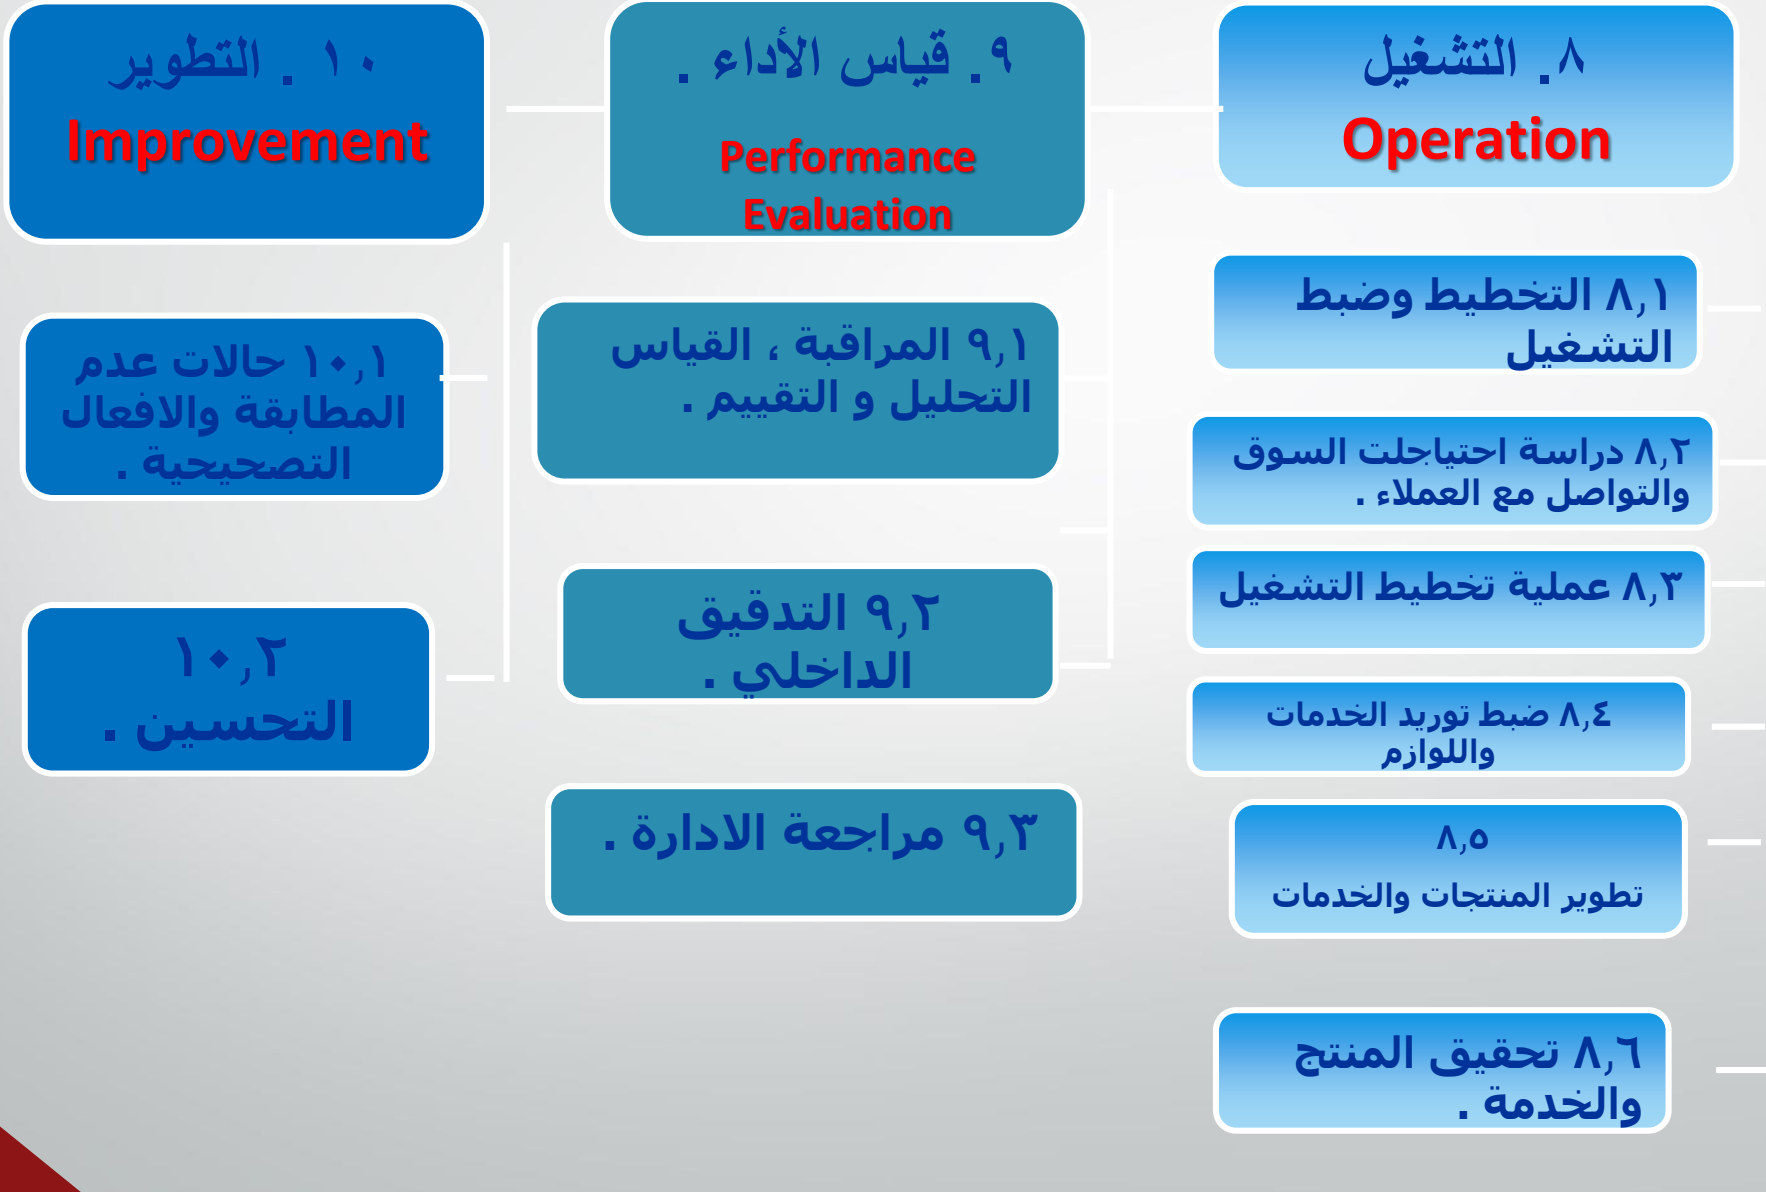 ٨. التشغيل
Operation
٨,١ التخطيط وضبط
التشغيل
٨,٢ دراسة احتياجلت السوق
والتواصل مع العملاء .
٨,٣ عملية تخطيط التشغيل
٨,٤ ضبط توريد الخدمات
واللوازم
٨,٥
تطوير المنتجات والخدمات
٨,٦ تحقيق المنتج
والخدمة .
٩. قياس الأداء .
Performance
Evaluation
٩,١ المراقبة ، القياس
التحليل و التقييم .
٩,٢ التدقيق
الداخلي .
٩,٣ مراجعة الادارة .
١٠ . التطوير
Improvement
١٠,١ حالات عدم
المطابقة والافعال
التصحيحية .
١٠,٢
التحسين .